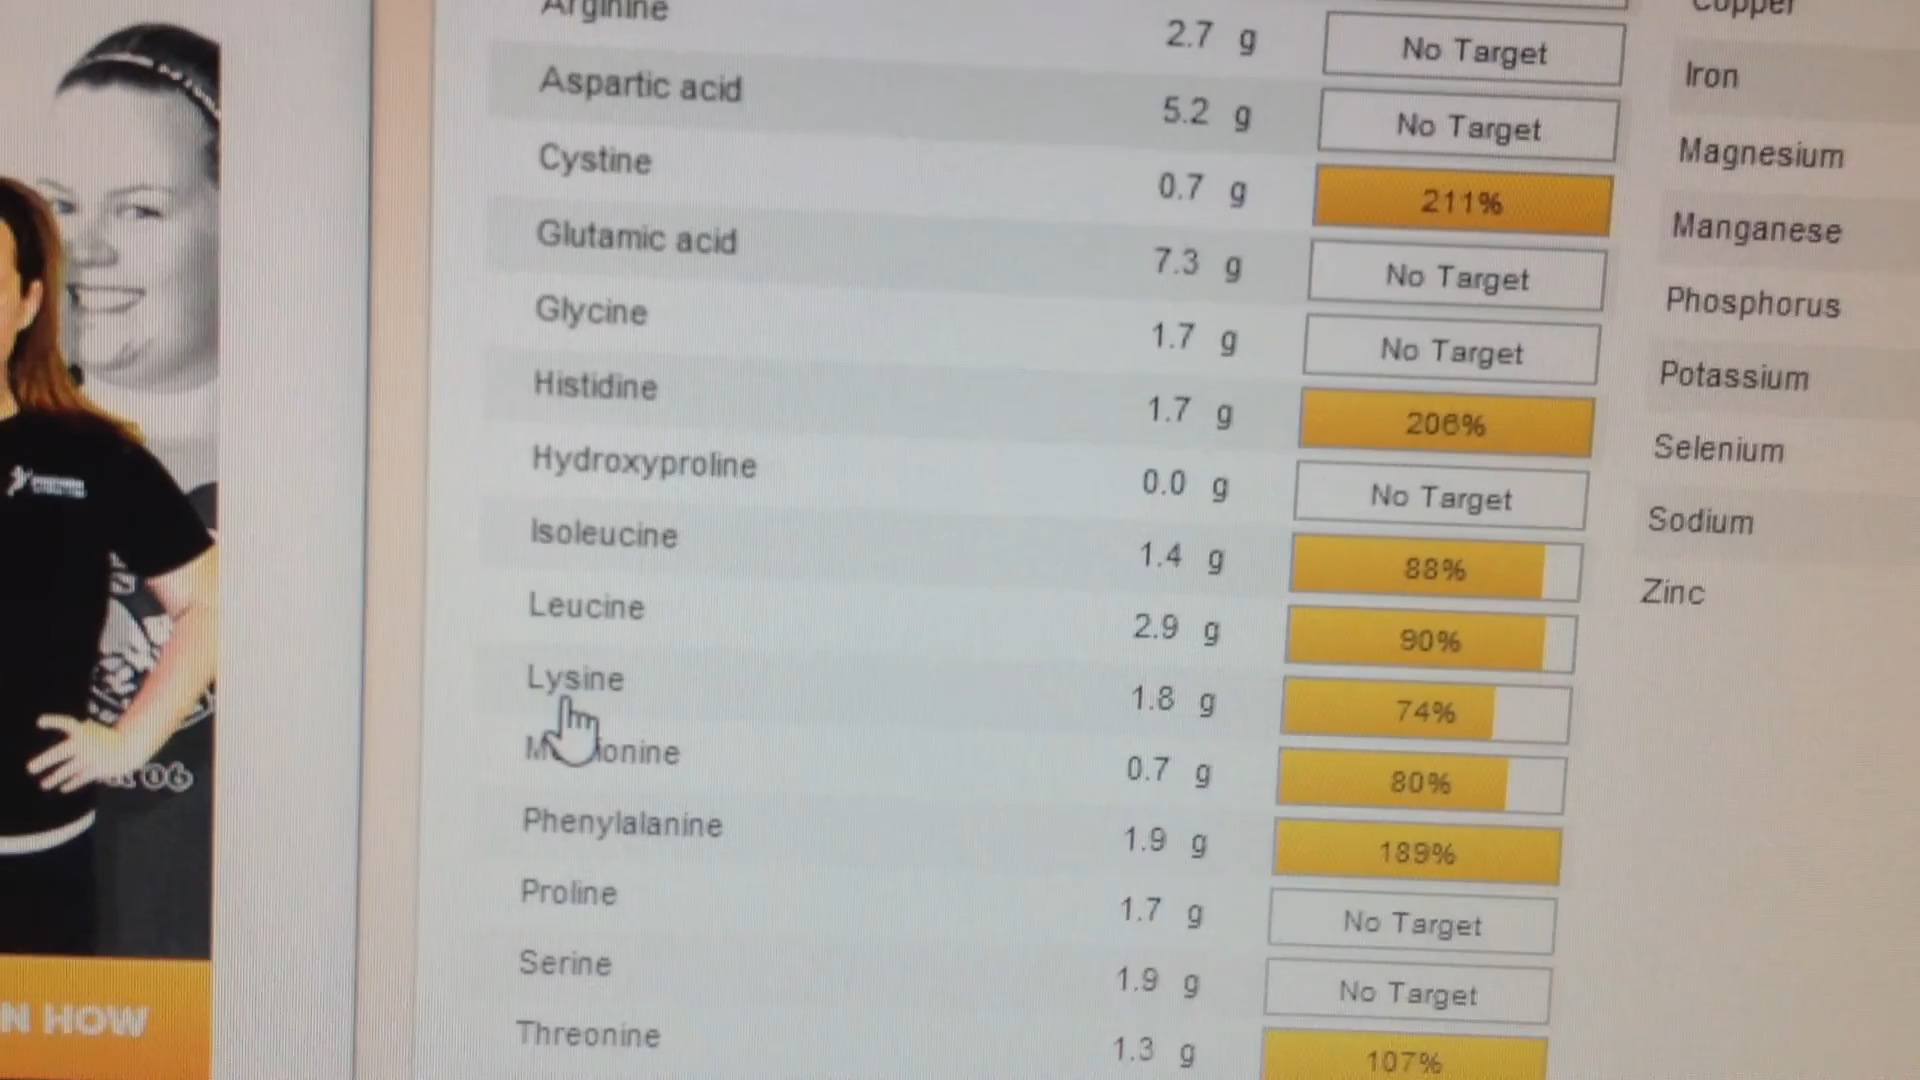 Arginine 2.7 g No Target
Aspartic acid 5.2 g No Target
Cystine 0.7 g 211%
Glutamic acid 7.3 g No Target
Glycine 1.7 g No Target
Histidine 1.7 g 206%
Hydroxyproline 0.0 g No Target
Isoleucine 1.4 g 88%
Leucine 2.9 g 90%
Lysine 1.8 g 74%
0.7 g 80%
Phenylalanine 1.9 g 189%
Proline 1.7 g No Target
Serine 1.9 g No Target
Threonine 1.3 g 107%
Copper
Iron
Magnesium
Manganese
Phosphorus
Potassium
Selenium
Sodium
Zinc
06
N HOW